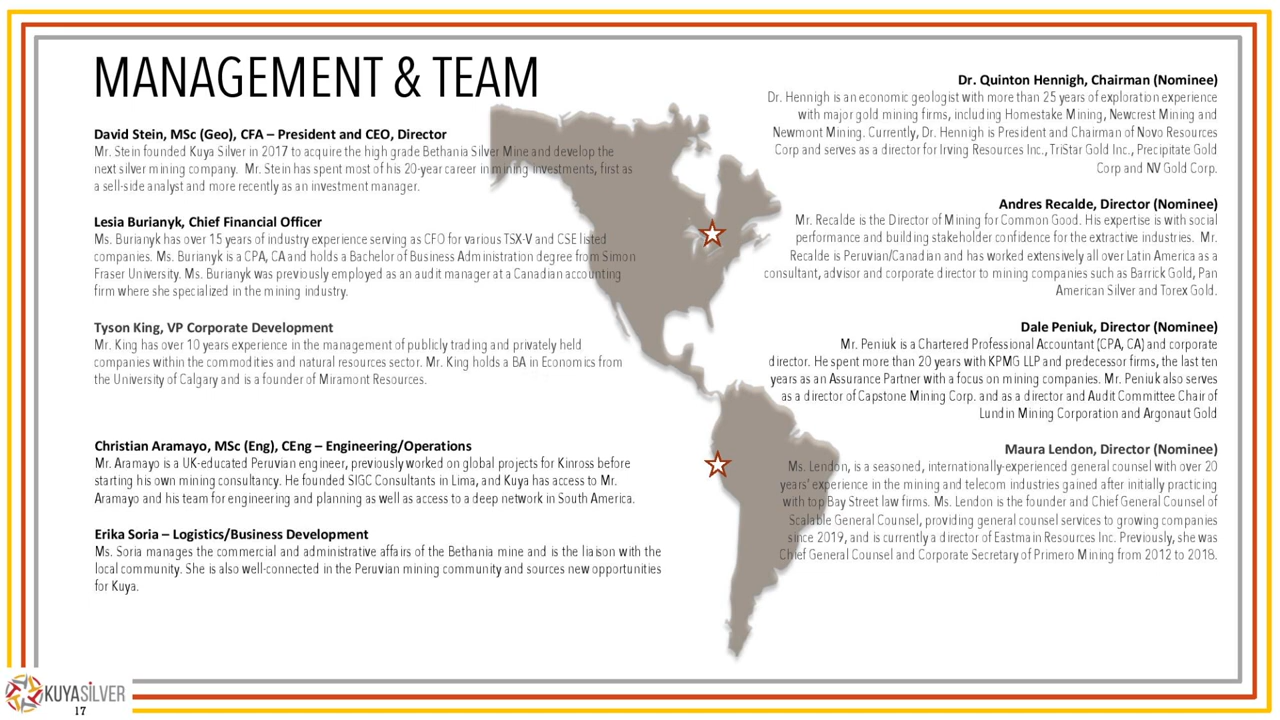 MANAGEMENT & TEAM
David Stein, MSc (Geo), CFA – President and CEO, Director
Mr. Stein founded Kuya Silver in 2017 to acquire the high grade Bethania Silver Mine and develop the
next silver mining company. Mr. Stein has spent most of his 20-year career in mining investments, first as
a sell-side analyst and more recently as an investment manager.
Lesia Burianyk, Chief Financial Officer
Ms. Burianyk has over 15 years of industry experience serving as CFO for various TSX-V and CSE listed
companies. Ms. Burianyk is a CPA, CA and holds a Bachelor of Business Administration degree from Simon
Fraser University. Ms. Burianyk was previously employed as an audit manager at a Canadian accounting
firm where she specialized in the mining industry.
Tyson King, VP Corporate Development
Mr. King has over 10 years experience in the management of publicly trading and privately held
companies within the commodities and natural resources sector. Mr. King holds a BA in Economics from
the University of Calgary and is a founder of Miramont Resources.
Christian Aramayo, MSc (Eng), CEng – Engineering/Operations
Mr. Aramayo is a UK-educated Peruvian engineer, previously worked on global projects for Kinross before
starting his own mining consultancy. He founded SIGC Consultants in Lima, and Kuya has access to Mr.
Aramayo and his team for engineering and planning as well as access to a deep network in South America.
Erika Soria – Logistics/Business Development
Ms. Soria manages the commercial and administrative affairs of the Bethania mine and is the liaison with the
local community. She is also well-connected in the Peruvian mining community and sources new opportunities
for Kuya.
Dr. Quinton Hennigh, Chairman (Nominee)
Dr. Hennigh is an economic geologist with more than 25 years of exploration experience
with major gold mining firms, including Homestake Mining, Newcrest Mining and
Newmont Mining. Currently, Dr. Hennigh is President and Chairman of Novo Resources
Corp and serves as a director for Irving Resources Inc., TriStar Gold Inc., Precipitate Gold
Corp and NV Gold Corp.
Andres Recalde, Director (Nominee)
Mr. Recalde is the Director of Mining for Common Good. His expertise is with social
performance and building stakeholder confidence for the extractive industries. Mr.
Recalde is Peruvian/Canadian and has worked extensively all over Latin America as a
consultant, advisor and corporate director to mining companies such as Barrick Gold, Pan
American Silver and Torex Gold.
Dale Peniuk, Director (Nominee)
Mr. Peniuk is a Chartered Professional Accountant (CPA, CA) and corporate
director. He spent more than 20 years with KPMG LLP and predecessor firms, the last ten
years as an Assurance Partner with a focus on mining companies. Mr. Peniuk also serves
as a director of Capstone Mining Corp. and as a director and Audit Committee Chair of
Lundin Mining Corporation and Argonaut Gold
Maura Lendon, Director (Nominee)
Ms. Lendon, is a seasoned, internationally-experienced general counsel with over 20
years' experience in the mining and telecom industries gained after initially practicing
with top Bay Street law firms. Ms. Lendon is the founder and Chief General Counsel of
Scalable General Counsel, providing general counsel services to growing companies
since 2019, and is currently a director of Eastmain Resources Inc. Previously, she was
Chief General Counsel and Corporate Secretary of Primero Mining from 2012 to 2018.
KUYASILVER
17